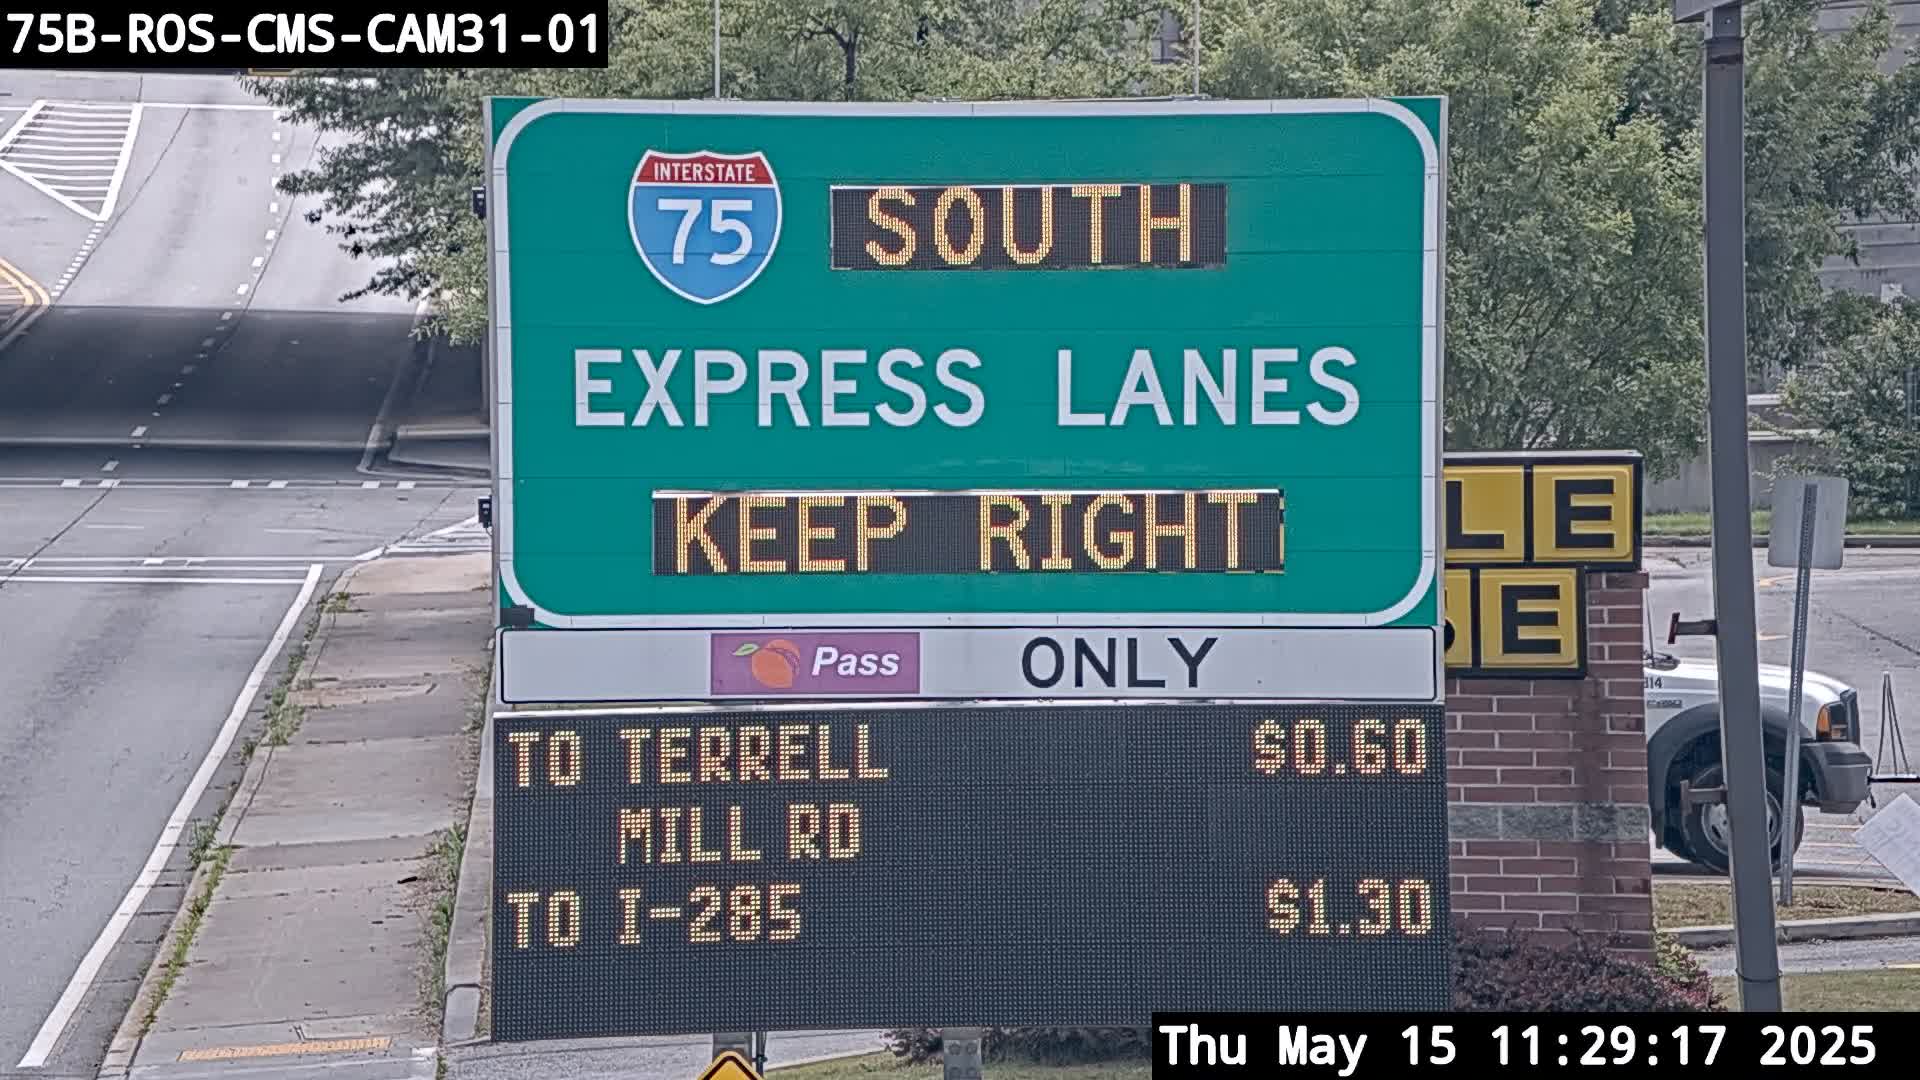 75B-ROS-CMS-CAM31-01
INTERSTATE
75
SOUTH
EXPRESS LANES
KEEP RIGHT
Pass ONLY
TO TERRELL $0.60
MILL RD
TO I-285 $1.30
LE
E
Thu May 15 11:29:17 2025